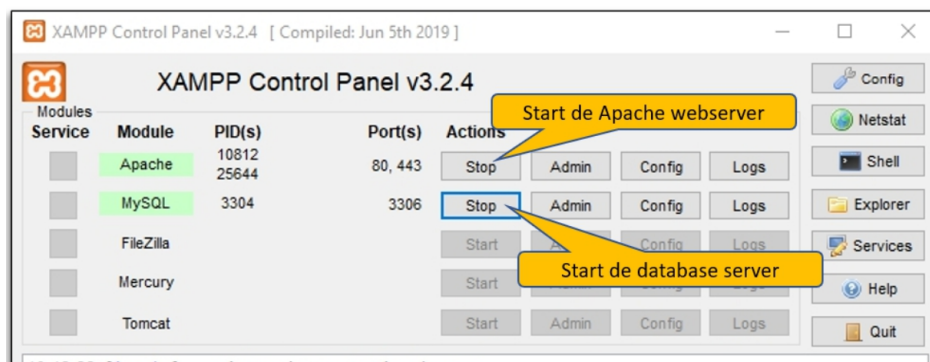 XAMPP Control Panel v3.2.4 [ Compiled: Jun 5th 2019 ]
XAMPP Control Panel v3.2.4
Config
Modules
Service Module PID(s) Port(s) Actions
Start de Apache webserver
Netstat
Apache 10812 25644 80, 443 Stop Admin Config Logs
Shell
MySQL 3304 3306 Stop Admin Config Logs
Explorer
FileZilla Start Config Logs
Services
Start de database server
Mercury Start
Help
Tomcat Start Admin Config Logs
Quit